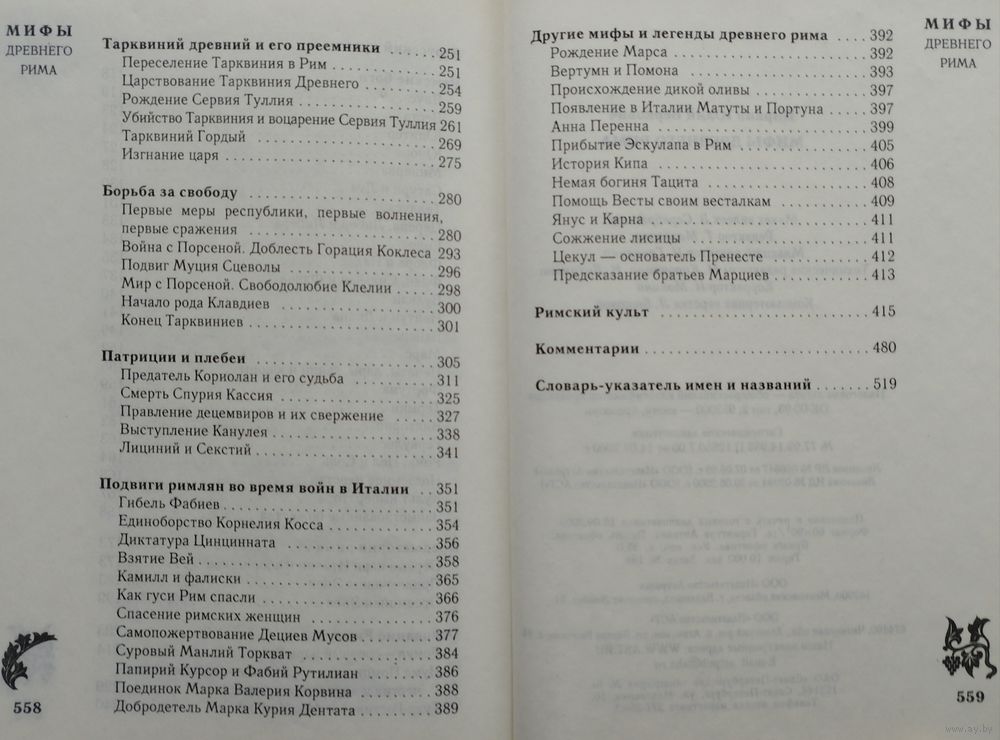 МИФЫ
ДРЕВНЕГО
РИМА
Тарквиний древний и его преемники ..... 251
Переселение Тарквиния в Рим ............ 251
Царствование Тарквиния Древнего ........ 254
Рождение Сервия Туллия ................. 259
Убийство Тарквиния и воцарение Сервия Туллия 261
Тарквиний Гордый ....................... 269
Изгнание царя .......................... 275
Борьба за свободу ...................... 280
Первые меры республики, первые волнения,
первые сражения ........................ 280
Война с Порсеной. Доблесть Горация Коклеса 293
Подвиг Муция Сцеволы ................... 296
Мир с Порсеной. Свободолюбие Клелии .... 298
Начало рода Клавдиев ................... 300
Конец Тарквиниев ....................... 301
Патриции и плебеи ...................... 305
Предатель Кориолан и его судьба ........ 311
Смерть Спурия Кассия ................... 325
Правление децемвиров и их свержение .... 327
Выступление Канулея .................... 338
Лициний и Секстий ...................... 341
Подвиги римлян во время войн в Италии .. 351
Гибель Фабиев .......................... 351
Единоборство Корнелия Косса ............ 354
Диктатура Цинцинната ................... 356
Взятие Вей ............................. 358
Камилл и фалиски ....................... 365
Как гуси Рим спасли .................... 366
Спасение римских женщин ................ 376
Самопожертвование Дециев Мусов ......... 377
Суровый Манлий Торкват ................. 384
Папирий Курсор и Фабий Рутилиан ........ 386
Поединок Марка Валерия Корвина ......... 388
Добродетель Марка Курия Дентата ........ 389
558
МИФЫ
ДРЕВНЕГО
РИМА
Другие мифы и легенды древнего рима .... 392
Рождение Марса ......................... 392
Вертумн и Помона ....................... 393
Происхождение дикой оливы .............. 397
Появление в Италии Матуты и Портуна .... 397
Анна Перенна ........................... 399
Прибытие Эскулапа в Рим ................ 405
История Кипа ........................... 406
Немая богиня Тацита .................... 408
Помощь Весты своим весталкам ........... 409
Янус и Карна ........................... 411
Сожжение лисицы ........................ 411
Цекул — основатель Пренесте ............ 412
Предсказание братьев Марциев ........... 413
Римский культ .......................... 415
Комментарии ............................ 480
Словарь-указатель имен и названий ....... 519
559
www.ay.by